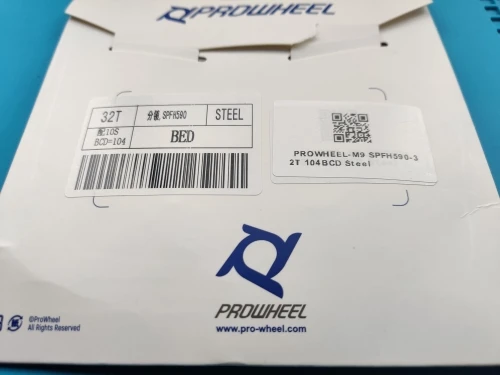 PROWHEEL
32T
分體.SPFH590
STEEL
配10S
BCD=104
BED
PROWHEEL-M9 SPFH590-3
2T 104BCD Steel
PROWHEEL
www.pro-wheel.com
©ProWheel
All Rights Reserved